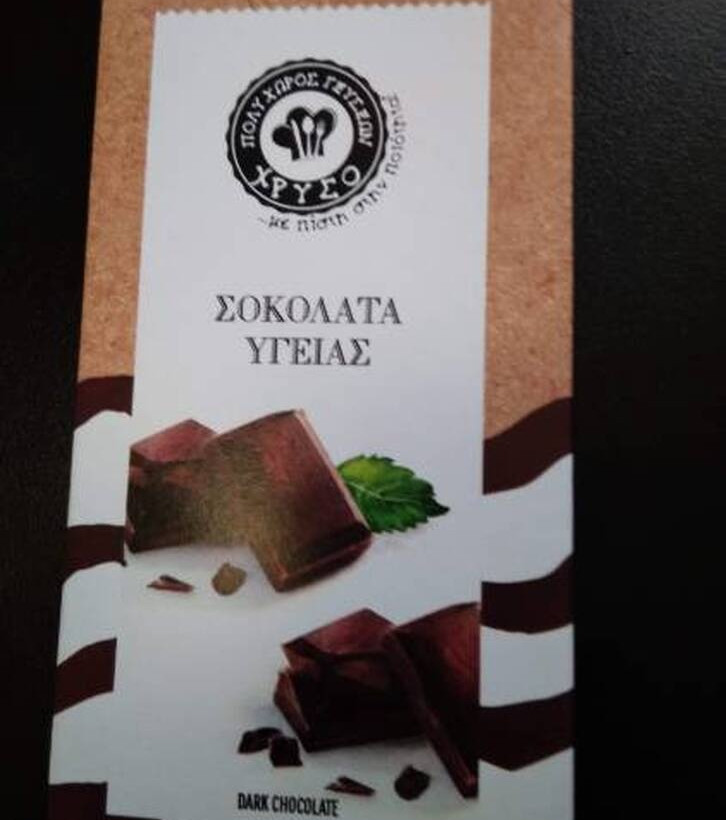 ΠΟΛΥΧΩΡΟΣ ΓΕΥΣΕΩΝ
ΧΡΥΣΟ
...με πίστη στην ποιότητα
ΣΟΚΟΛΑΤΑ
ΥΓΕΙΑΣ
DARK CHOCOLATE